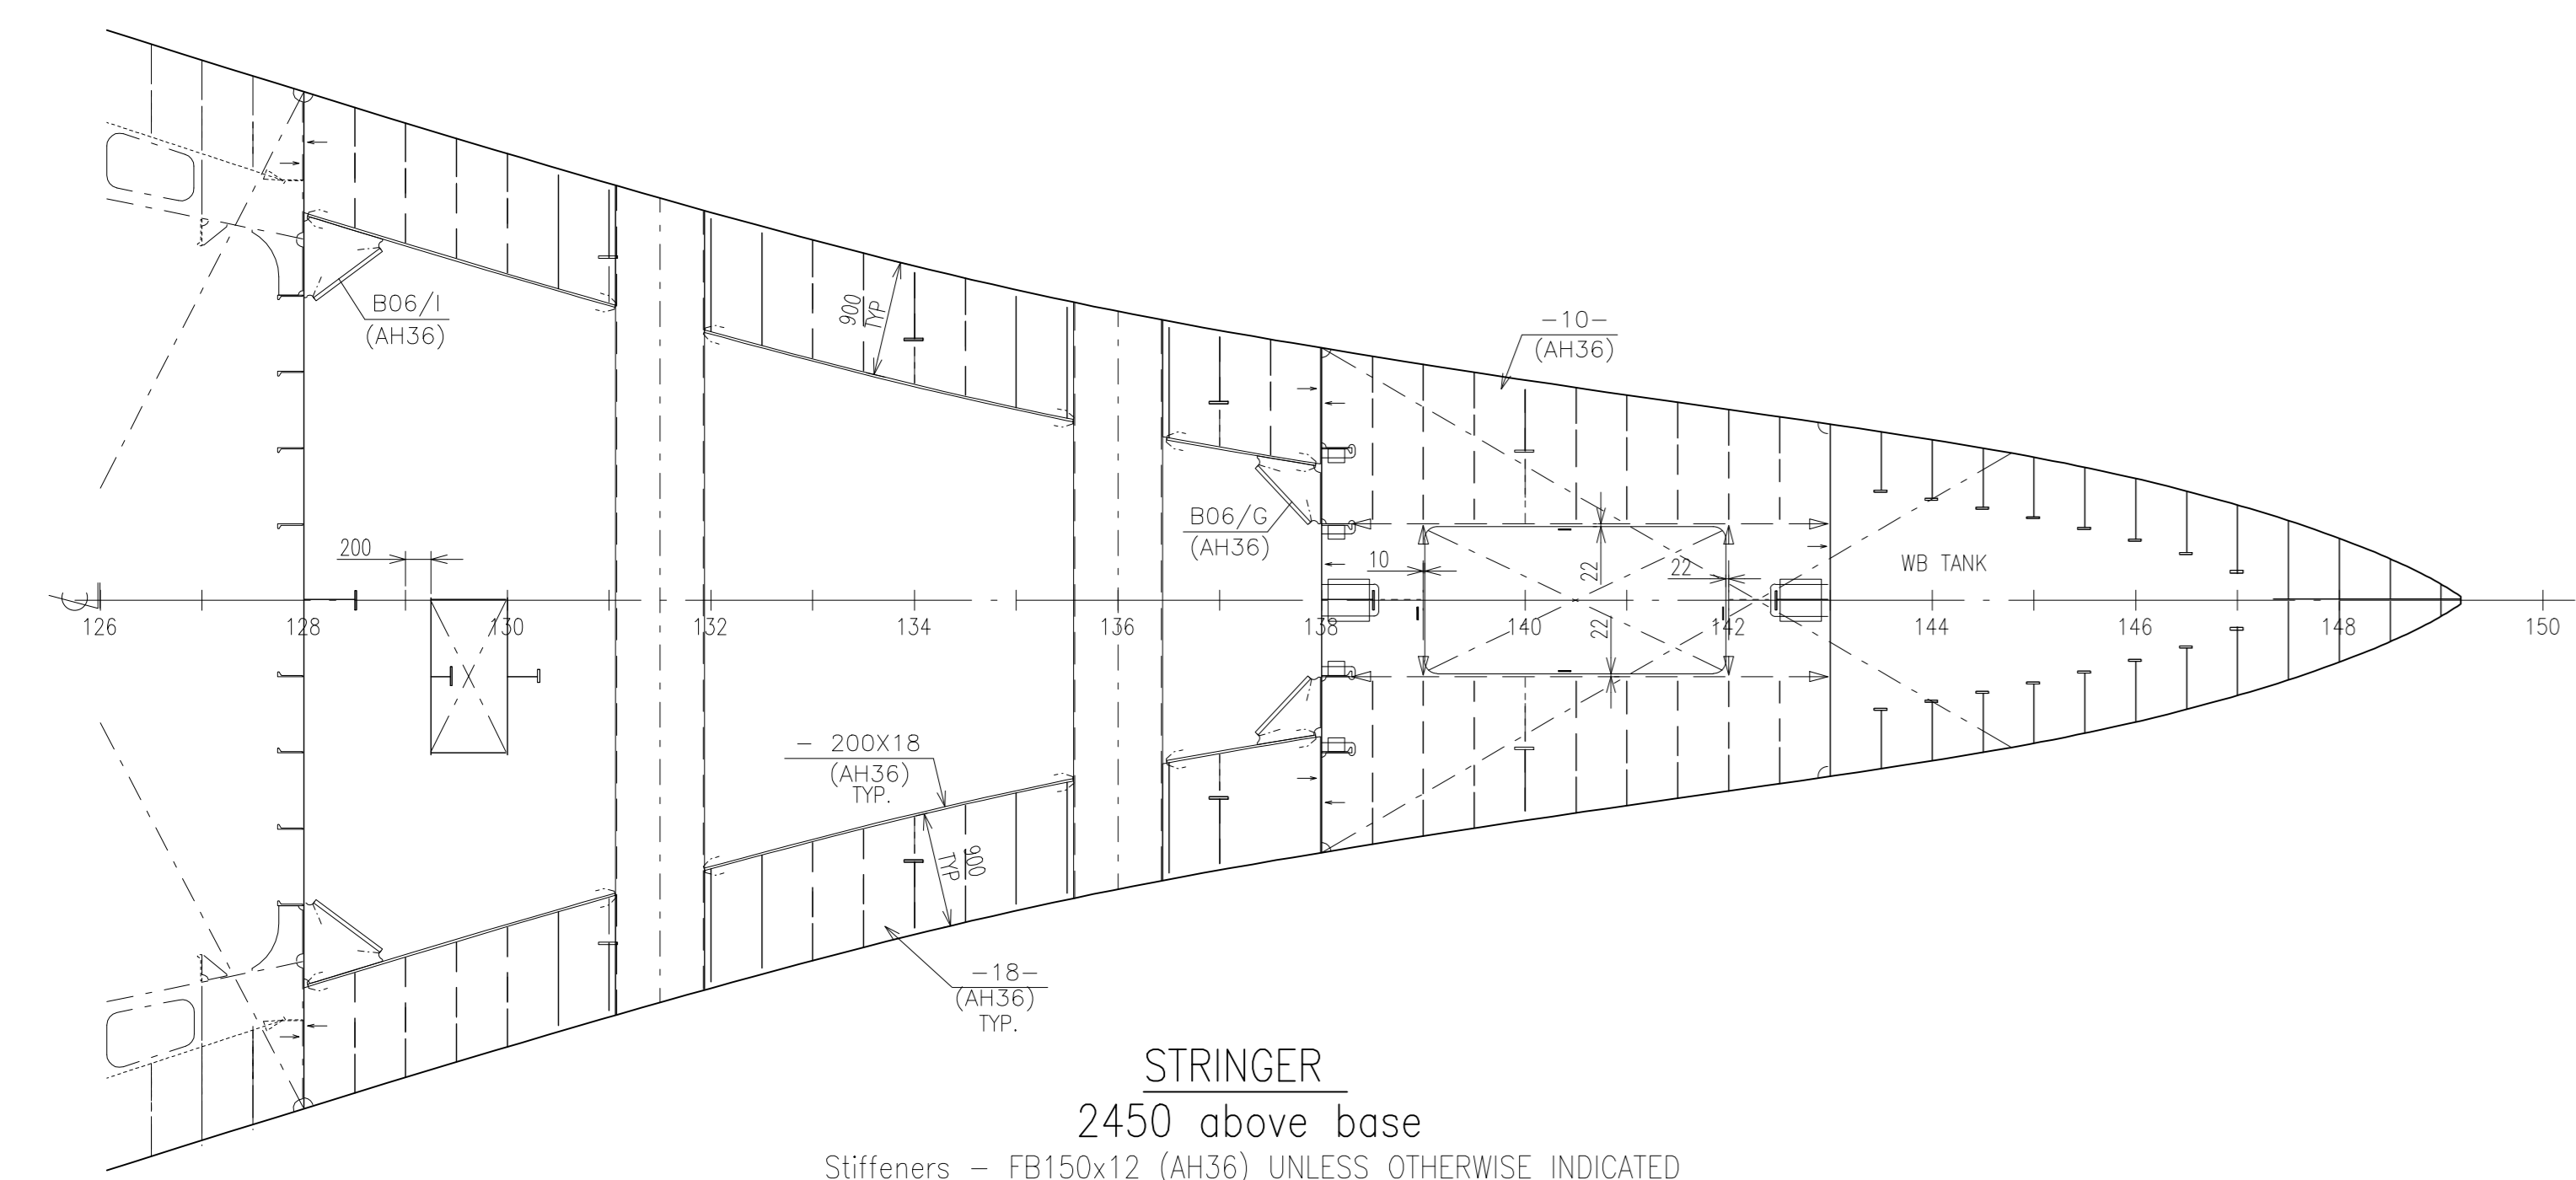 B06/I
(AH36)
900
TYP
-10-
(AH36)
B06/G
(AH36)
200
10
22
22
WB TANK
126
128
130
132
134
136
138
140
142
144
146
148
150
22
X
- 200X18
(AH36)
TYP.
900
TYP
-18-
(AH36)
TYP.
STRINGER
2450 above base
Stiffeners - FB150x12 (AH36) UNLESS OTHERWISE INDICATED